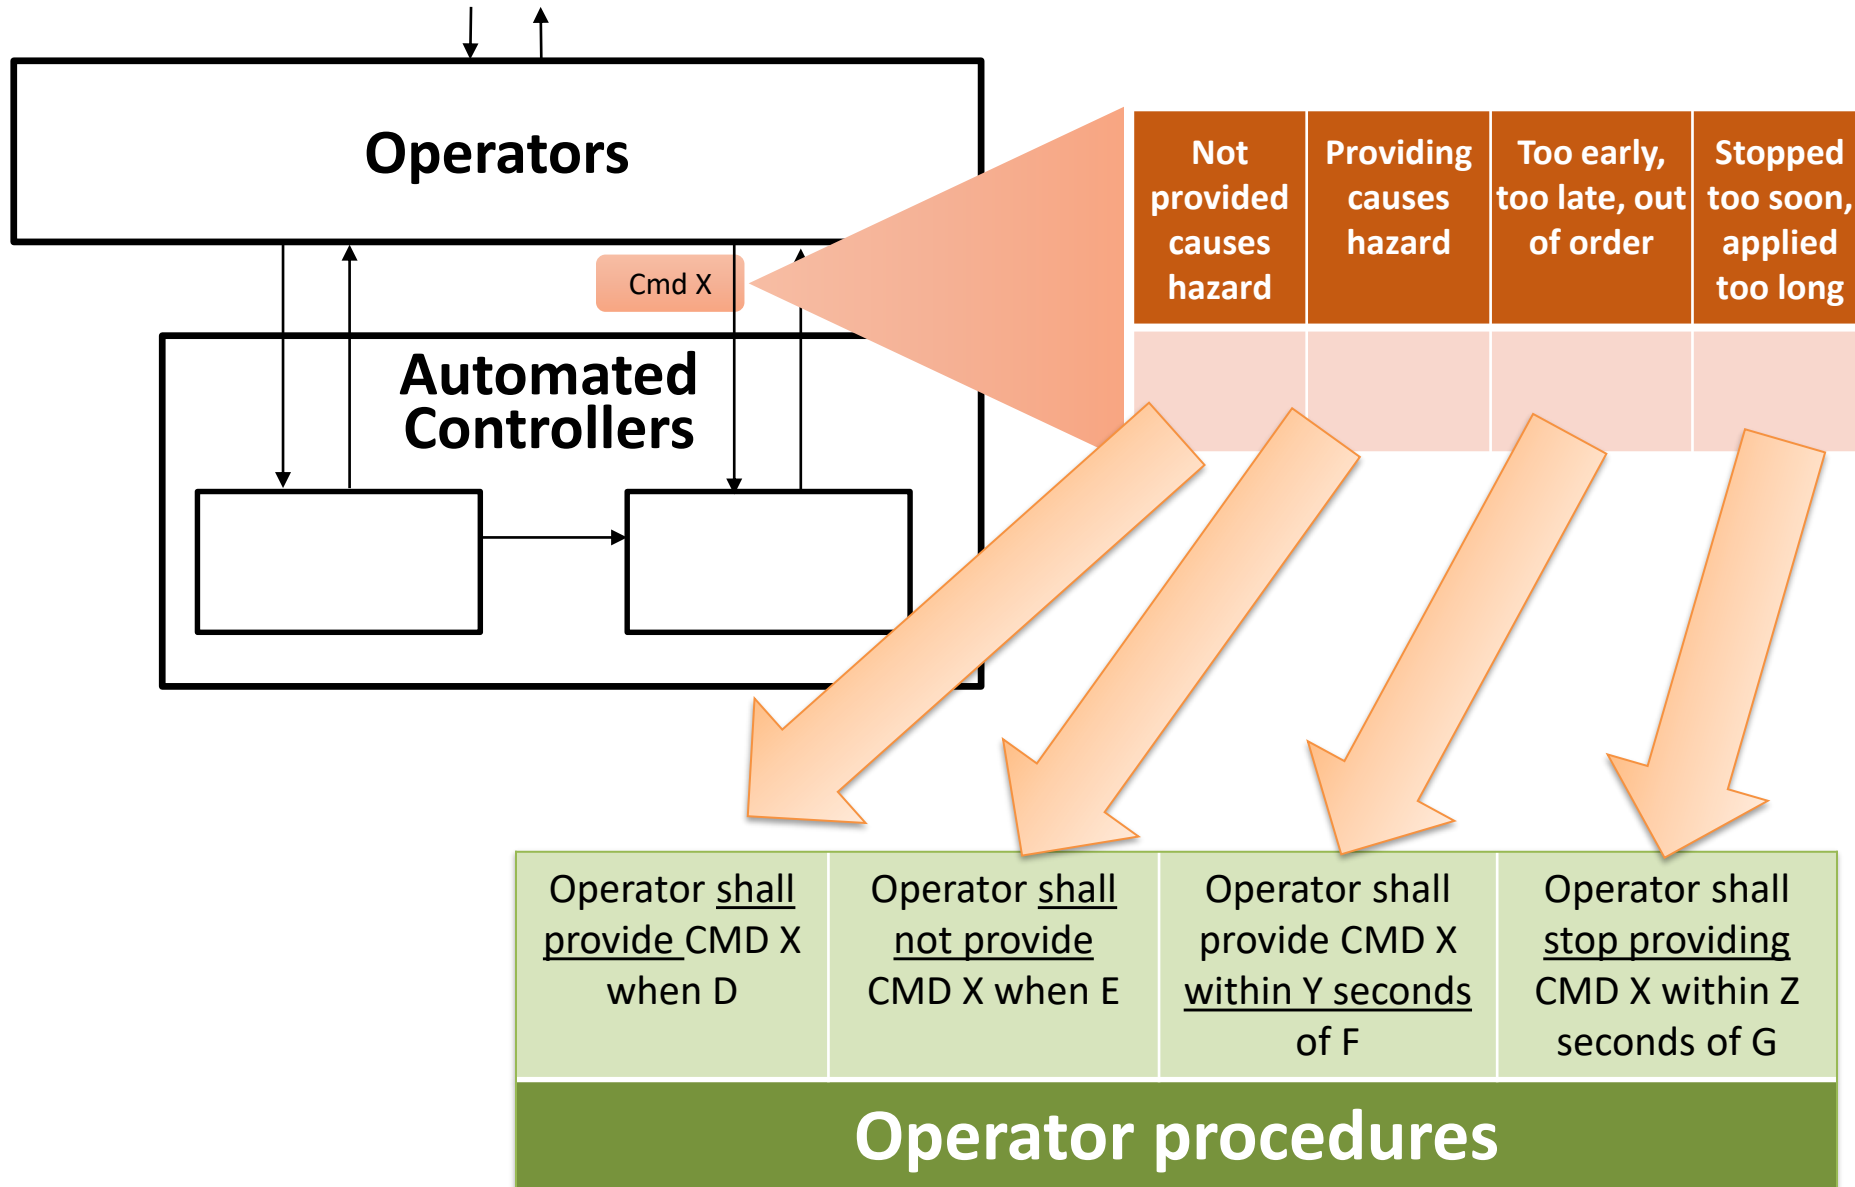 Operators
Cmd X
Automated
Controllers
Not
provided
causes
hazard
Providing
causes
hazard
Too early,
too late, out
of order
Stopped
too soon,
applied
too long
Operator shall
provide CMD X
when D
Operator shall
not provide
CMD X when E
Operator shall
provide CMD X
within Y seconds
of F
Operator shall
stop providing
CMD X within Z
seconds of G
Operator procedures